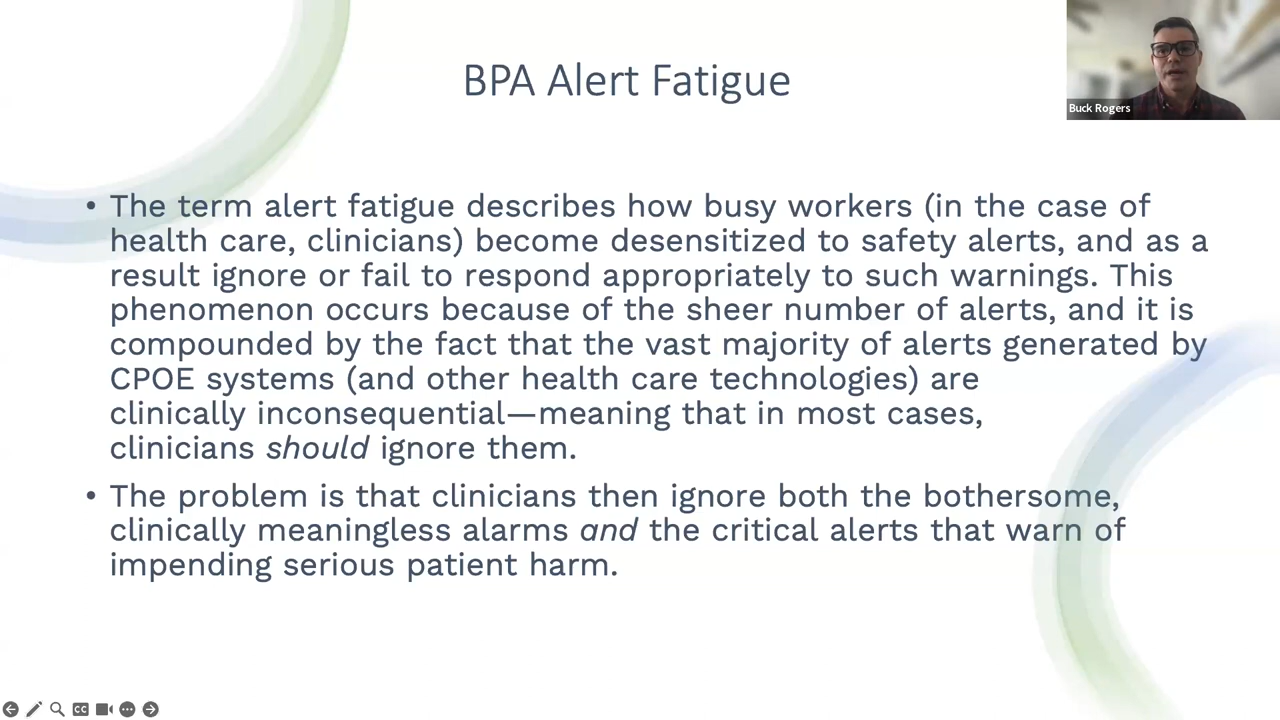 BPA Alert Fatigue
Buck Rogers
• The term alert fatigue describes how busy workers (in the case of
health care, clinicians) become desensitized to safety alerts, and as a
result ignore or fail to respond appropriately to such warnings. This
phenomenon occurs because of the sheer number of alerts, and it is
compounded by the fact that the vast majority of alerts generated by
CPOE systems (and other health care technologies) are
clinically inconsequential—meaning that in most cases,
clinicians should ignore them.
• The problem is that clinicians then ignore both the bothersome,
clinically meaningless alarms and the critical alerts that warn of
impending serious patient harm.
CC